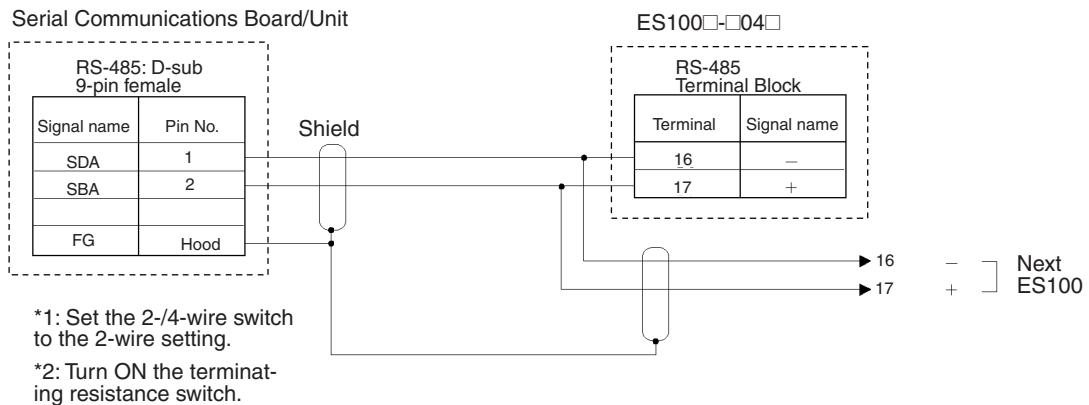 Serial Communications Board/Unit
RS-485: D-sub
9-pin female
Signal name Pin No.
SDA 1
SBA 2
FG Hood
Shield
ES100□-□04□
RS-485
Terminal Block
Terminal Signal name
16 −
17 +
16 − Next
17 + ES100
*1: Set the 2-/4-wire switch
to the 2-wire setting.
*2: Turn ON the terminat-
ing resistance switch.